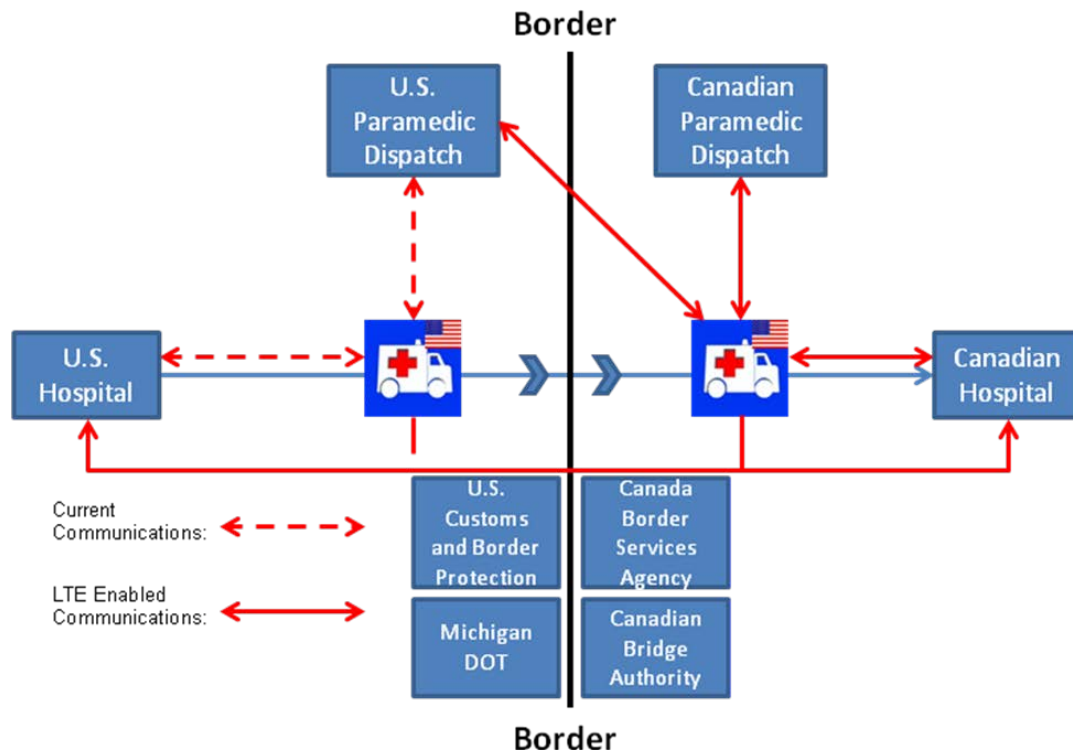 Border
U.S.
Paramedic
Dispatch
Canadian
Paramedic
Dispatch
U.S.
Hospital
Canadian
Hospital
U.S.
Customs
and Border
Protection
Canada
Border
Services
Agency
Current
Communications:
LTE Enabled
Communications:
Michigan
DOT
Canadian
Bridge
Authority
Border